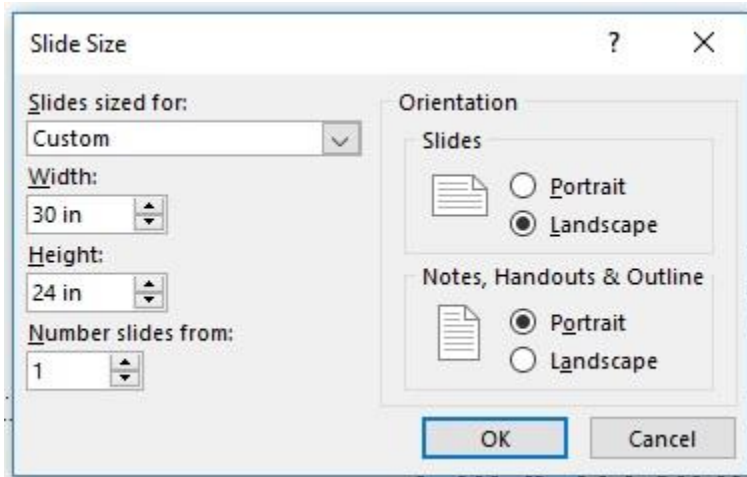 Slide Size
?
Slides sized for:
Custom
Width:
30 in
Height:
24 in
Number slides from:
1
Orientation
Slides
Portrait
Landscape
Notes, Handouts & Outline
Portrait
Landscape
OK
Cancel